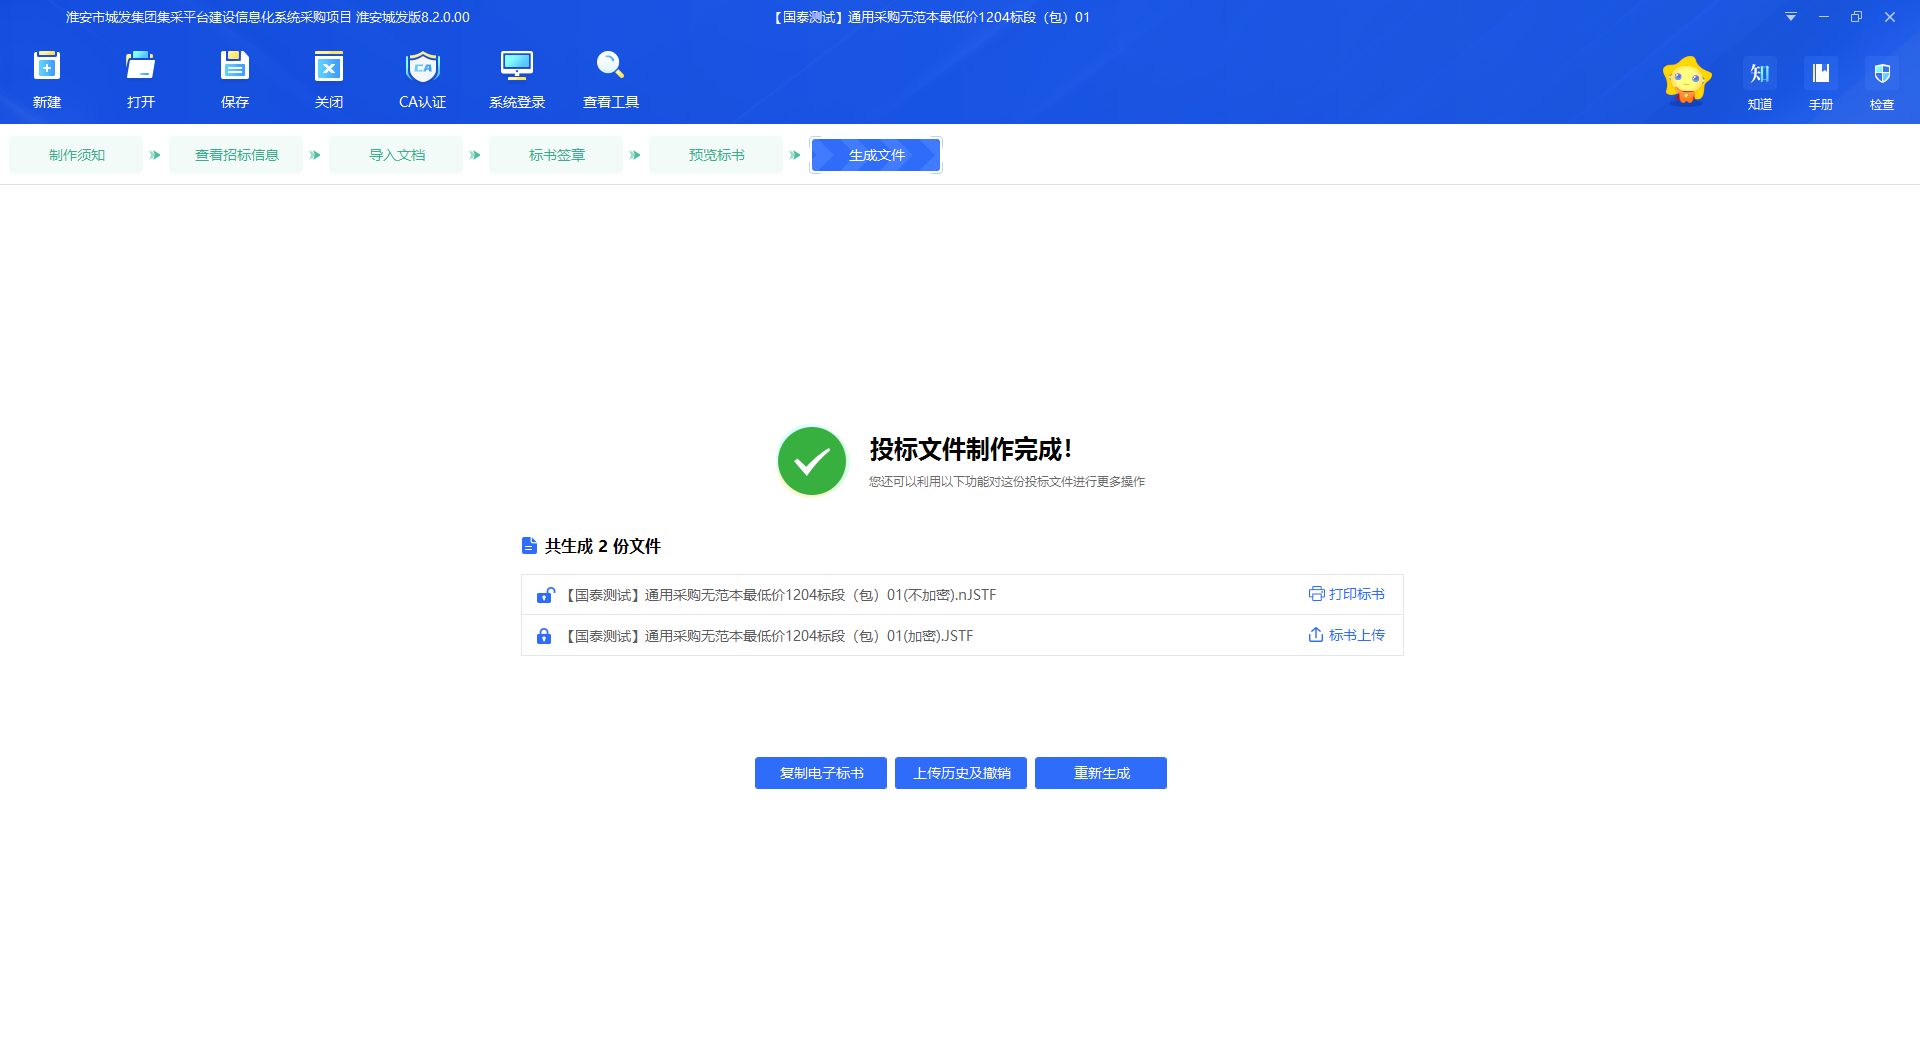 淮安市城发集团集采平台建设信息化系统采购项目 淮安城发版8.2.0.00
【国泰测试】通用采购无范本最低价1204标段（包）01
新建
打开
保存
关闭
CA
CA认证
系统登录
查看工具
知
知道
手册
检查
制作须知
查看招标信息
导入文档
标书签章
预览标书
生成文件
投标文件制作完成!
您还可以利用以下功能对这份投标文件进行更多操作
共生成 2 份文件
【国泰测试】通用采购无范本最低价1204标段（包）01(不加密).nJSTF
打印标书
【国泰测试】通用采购无范本最低价1204标段（包）01(加密).JSTF
标书上传
复制电子标书
上传历史及撤销
重新生成